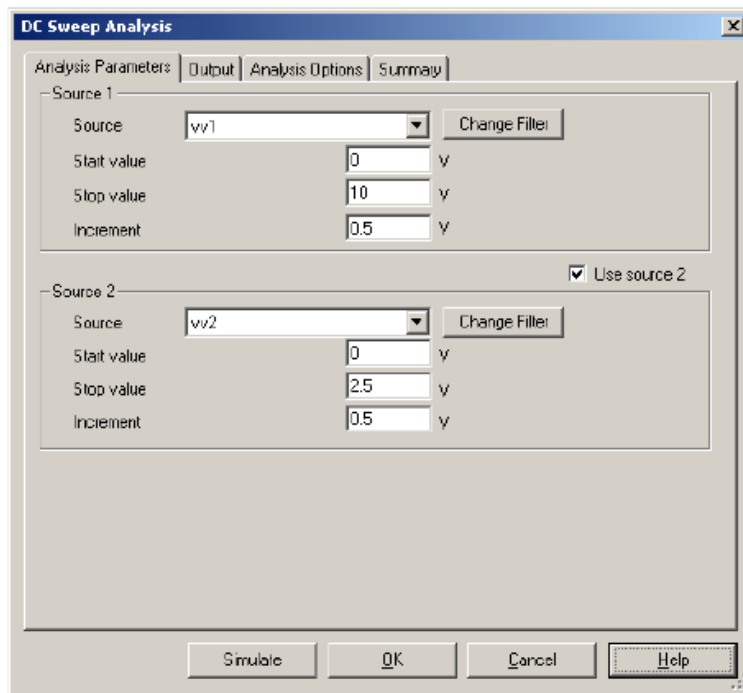 DC Sweep Analysis
Analysis Parameters Output Analysis Options Summary
Source 1
Source vv1 Change Filter
Start value 0 V
Stop value 10 V
Increment 0.5 V
Use source 2
Source 2
Source vv2 Change Filter
Start value 0 V
Stop value 2.5 V
Increment 0.5 V
Simulate OK Cancel Help